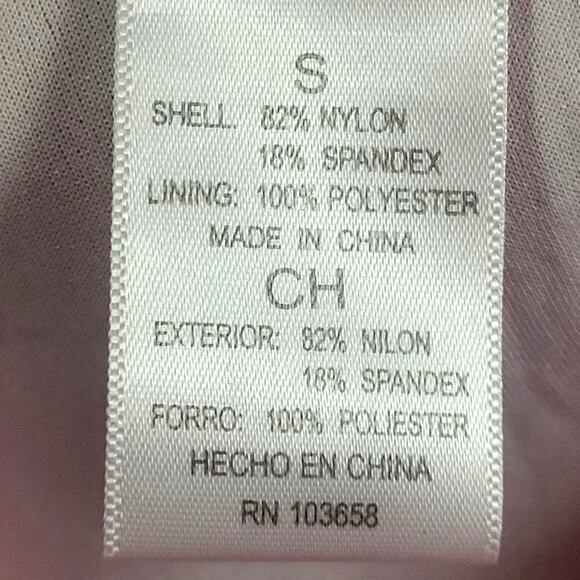 S
SHELL: 82% NYLON
18% SPANDEX
LINING: 100% POLYESTER
MADE IN CHINA
CH
EXTERIOR: 82% NILON
18% SPANDEX
FORRO: 100% POLIESTER
HECHO EN CHINA
RN 103658